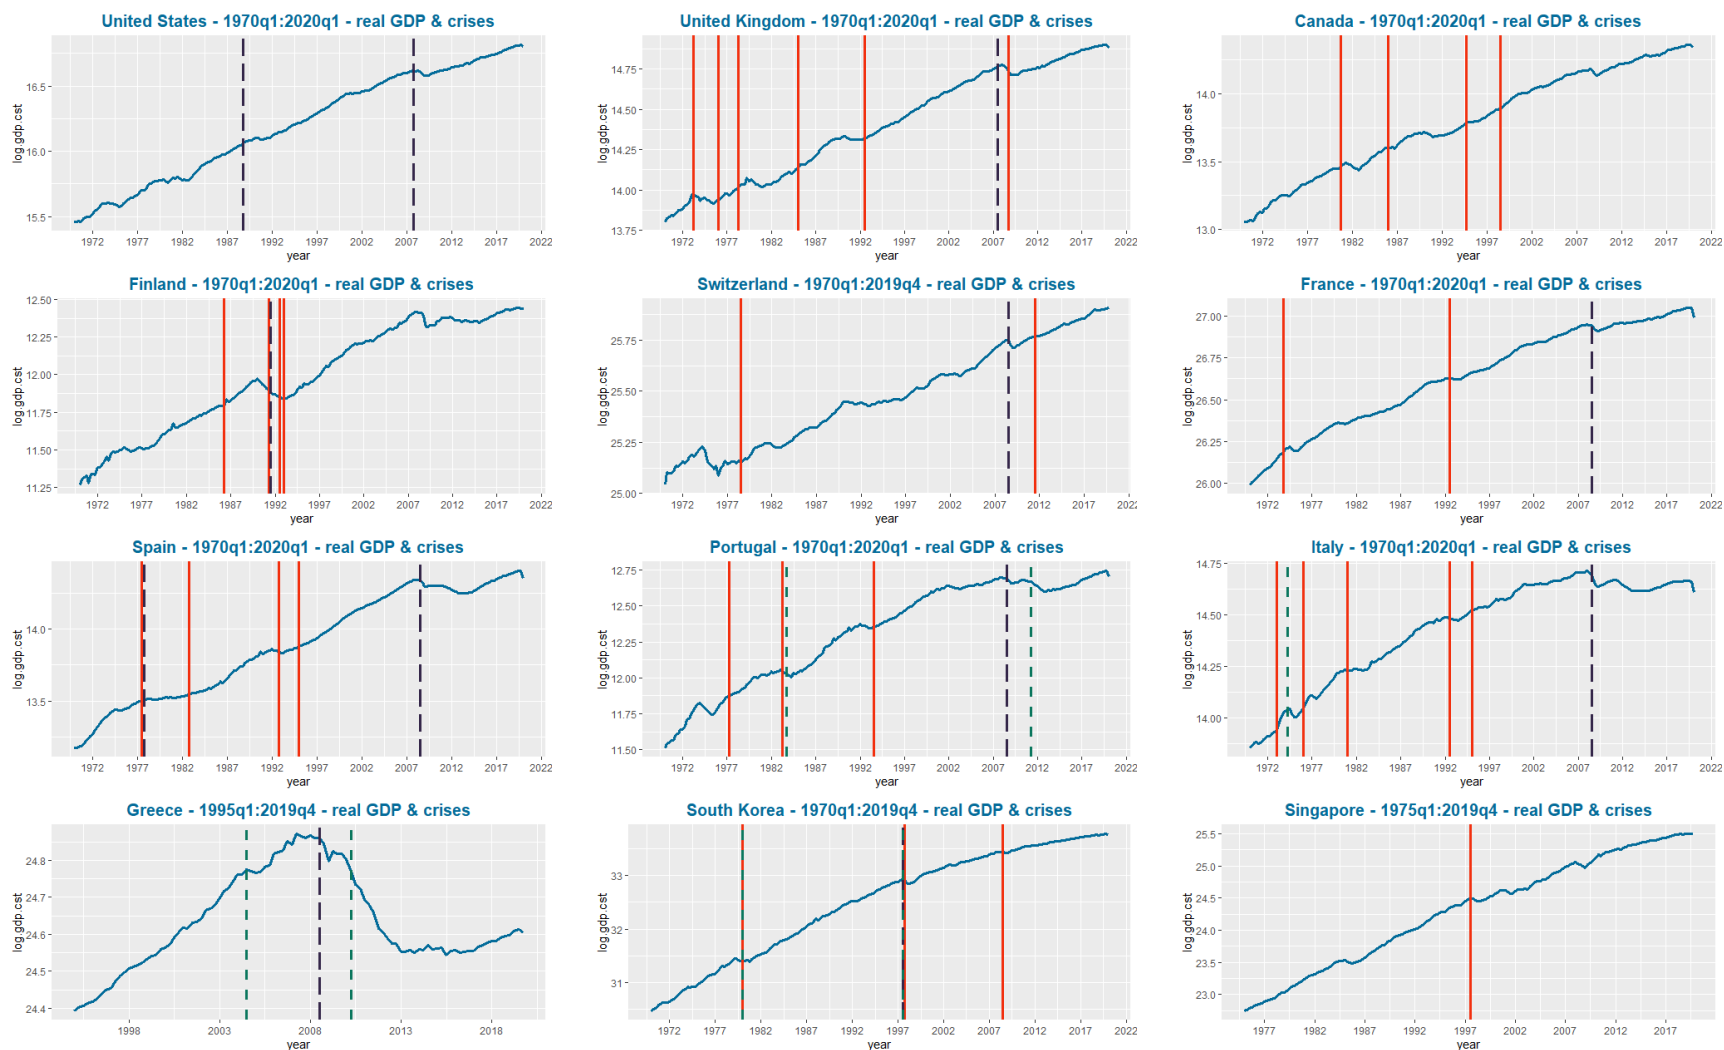 United States - 1970q1:2020q1 - real GDP & crises
log.gdp.cst
16.5
16.0
15.5
1972 1977 1982 1987 1992 1997 2002 2007 2012 2017 2022
year
United Kingdom - 1970q1:2020q1 - real GDP & crises
log.gdp.cst
14.75
14.50
14.25
14.00
13.75
1972 1977 1982 1987 1992 1997 2002 2007 2012 2017 2022
year
Canada - 1970q1:2020q1 - real GDP & crises
log.gdp.cst
14.0
13.5
13.0
1972 1977 1982 1987 1992 1997 2002 2007 2012 2017 2022
year
Finland - 1970q1:2020q1 - real GDP & crises
log.gdp.cst
12.50
12.25
12.00
11.75
11.50
11.25
1972 1977 1982 1987 1992 1997 2002 2007 2012 2017 2022
year
Switzerland - 1970q1:2019q4 - real GDP & crises
log.gdp.cst
25.75
25.50
25.25
25.00
1972 1977 1982 1987 1992 1997 2002 2007 2012 2017 2022
year
France - 1970q1:2020q1 - real GDP & crises
log.gdp.cst
27.00
26.75
26.50
26.25
26.00
1972 1977 1982 1987 1992 1997 2002 2007 2012 2017 2022
year
Spain - 1970q1:2020q1 - real GDP & crises
log.gdp.cst
14.0
13.5
1972 1977 1982 1987 1992 1997 2002 2007 2012 2017 2022
year
Portugal - 1970q1:2020q1 - real GDP & crises
log.gdp.cst
12.75
12.50
12.25
12.00
11.75
11.50
1972 1977 1982 1987 1992 1997 2002 2007 2012 2017 2022
year
Italy - 1970q1:2020q1 - real GDP & crises
log.gdp.cst
14.75
14.50
14.25
14.00
1972 1977 1982 1987 1992 1997 2002 2007 2012 2017 2022
year
Greece - 1995q1:2019q4 - real GDP & crises
log.gdp.cst
24.8
24.7
24.6
24.5
24.4
1998 2003 2008 2013 2018
year
South Korea - 1970q1:2019q4 - real GDP & crises
log.gdp.cst
33
32
31
1972 1977 1982 1987 1992 1997 2002 2007 2012 2017 2022
year
Singapore - 1975q1:2019q4 - real GDP & crises
log.gdp.cst
25.5
25.0
24.5
24.0
23.5
23.0
1977 1982 1987 1992 1997 2002 2007 2012 2017
year